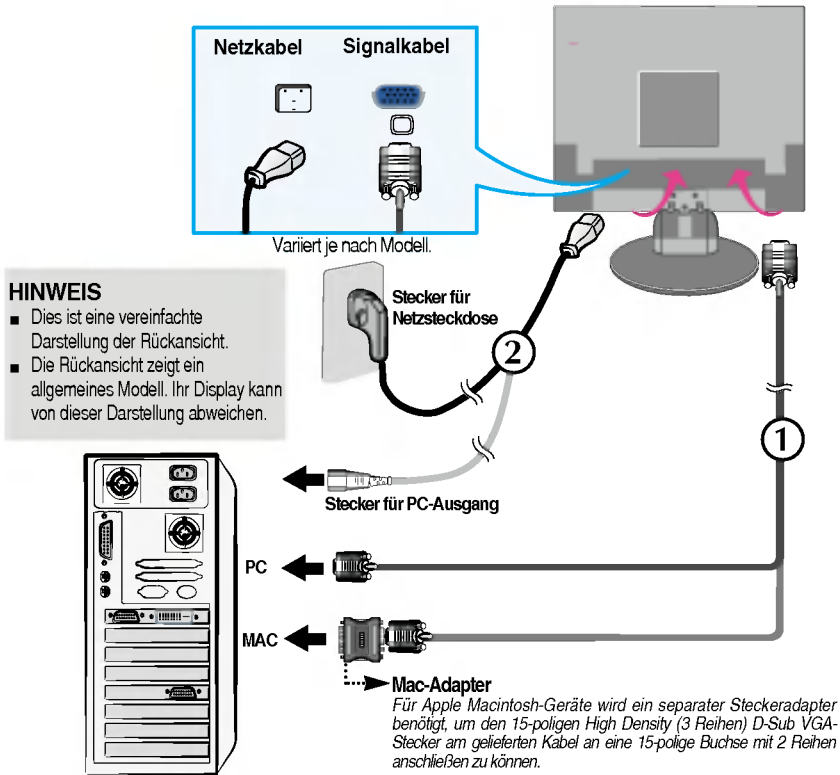 Netzkabel
Signalkabel
Variiert je nach Modell.
HINWEIS
■ Dies ist eine vereinfachte
Darstellung der Rückansicht.
■ Die Rückansicht zeigt ein
allgemeines Modell. Ihr Display kann
von dieser Darstellung abweichen.
Stecker für
Netzsteckdose
2
1
Stecker für PC-Ausgang
PC
MAC
Mac-Adapter
Für Apple Macintosh-Geräte wird ein separater Steckeradapter
benötigt, um den 15-poligen High Density (3 Reihen) D-Sub VGA-
Stecker am gelieferten Kabel an eine 15-polige Buchse mit 2 Reihen
anschließen zu können.